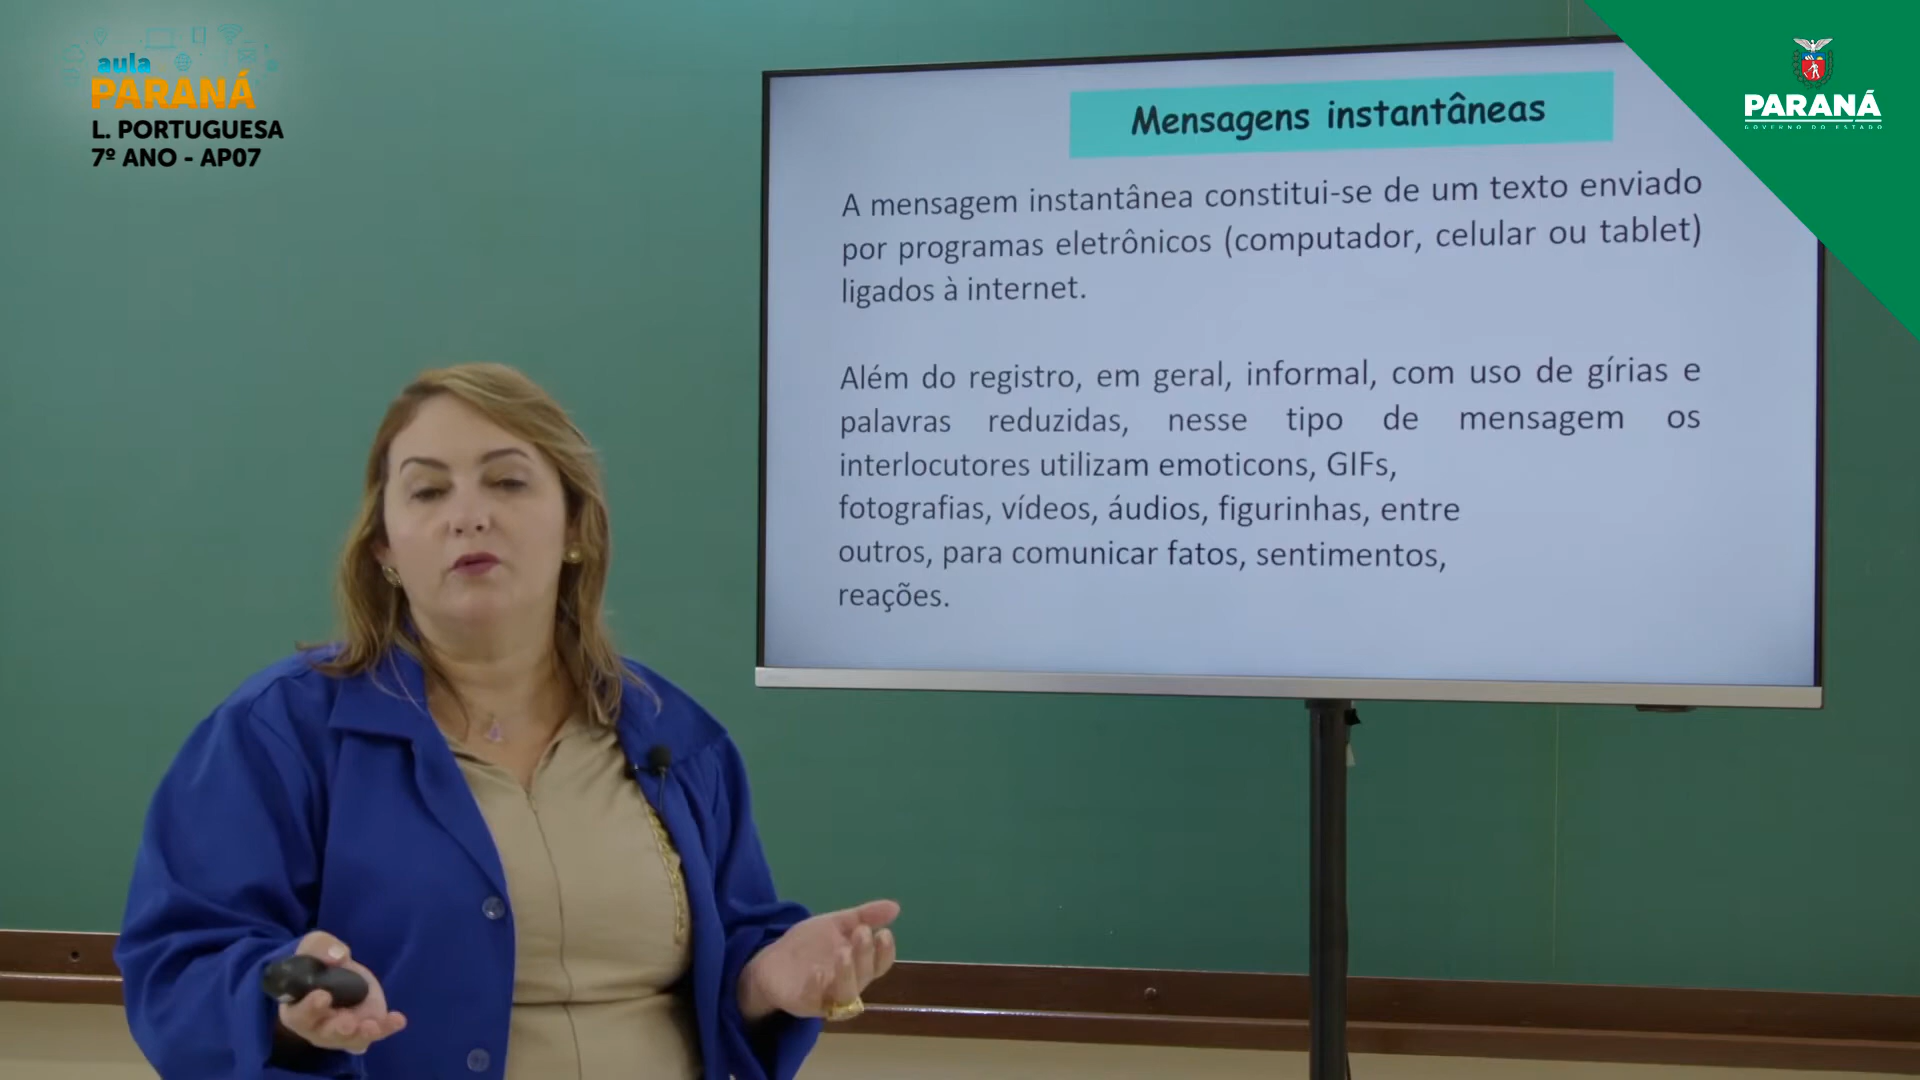 aula
PARANÁ
L. PORTUGUESA
7º ANO - AP07
PARANÁ
GOVERNO DO ESTADO
Mensagens instantâneas
A mensagem instantânea constitui-se de um texto enviado
por programas eletrônicos (computador, celular ou tablet)
ligados à internet.
Além do registro, em geral, informal, com uso de gírias e
palavras reduzidas, nesse tipo de mensagem os
interlocutores utilizam emoticons, GIFs,
fotografias, vídeos, áudios, figurinhas, entre
outros, para comunicar fatos, sentimentos,
reações.